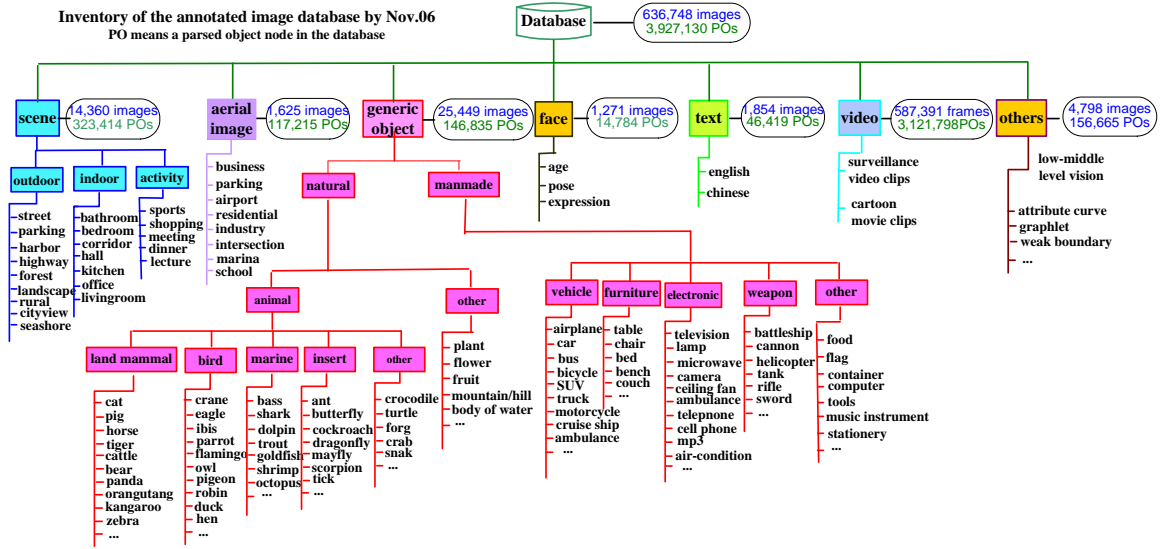 Inventory of the annotated image database by Nov.06
PO means a parsed object node in the database
Database
636,748 images
3,927,130 POs
scene
14,360 images
323,414 POs
aerial
image
1,625 images
117,215 POs
generic
object
25,449 images
146,835 POs
face
1,271 images
14,784 POs
text
1,854 images
46,419 POs
video
587,391 frames
3,121,798POs
others
4,798 images
156,665 POs
outdoor
street
parking
harbor
highway
forest
landscape
rural
cityview
seashore
indoor
bathroom
bedroom
corridor
hall
kitchen
office
livingroom
activity
sports
shopping
meeting
dinner
lecture
business
parking
airport
residential
industry
intersection
marina
school
natural
manmade
age
pose
expression
english
chinese
surveillance
video clips
cartoon
movie clips
low-middle
level vision
attribute curve
graphlet
weak boundary
...
animal
other
land mammal
cat
pig
horse
tiger
cattle
bear
panda
orangutang
kangaroo
zebra
...
bird
crane
eagle
ibis
parrot
flamingo
owl
pigeon
robin
duck
hen
...
marine
bass
shark
dolpin
trout
goldfish
shrimp
octopus
...
insert
ant
butterfly
cockroach
dragonfly
mayfly
scorpion
tick
...
other
crocodile
turtle
forg
crab
snak
...
plant
flower
fruit
mountain/hill
body of water
...
vehicle
airplane
car
bus
bicycle
SUV
truck
motorcycle
cruise ship
ambulance
...
furniture
table
chair
bed
bench
couch
...
electronic
television
lamp
microwave
camera
ceiling fan
ambulance
telepnone
cell phone
mp3
air-condition
...
weapon
battleship
cannon
helicopter
tank
rifle
sword
...
other
food
flag
container
computer
tools
music instrument
stationery
...